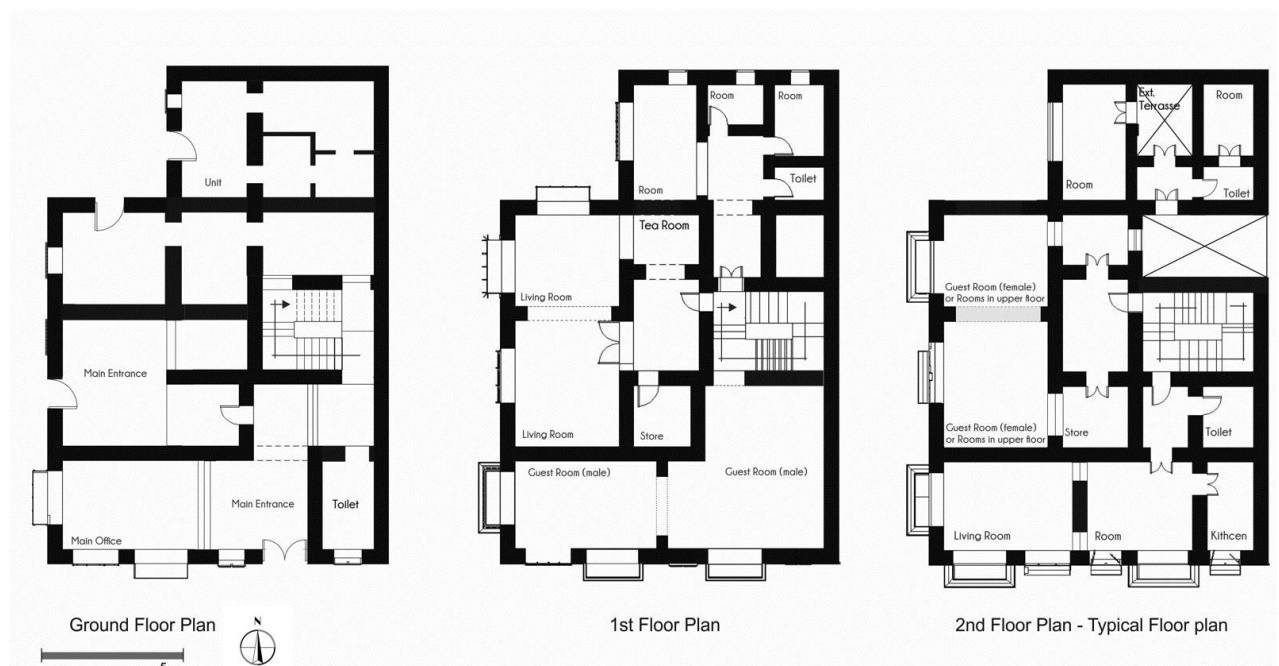 Unit
Main Entrance
Main Office
Main Entrance
Toilet
Ground Floor Plan
N
5
Room
Room
Room
Toilet
Tea Room
Living Room
Living Room
Store
Guest Room (male)
Guest Room (male)
1st Floor Plan
Ext.
Terrasse
Room
Room
Toilet
Guest Room (female)
or Rooms in upper floor
Guest Room (female)
or Rooms in upper floor
Store
Toilet
Living Room
Room
Kithcen
2nd Floor Plan - Typical Floor plan